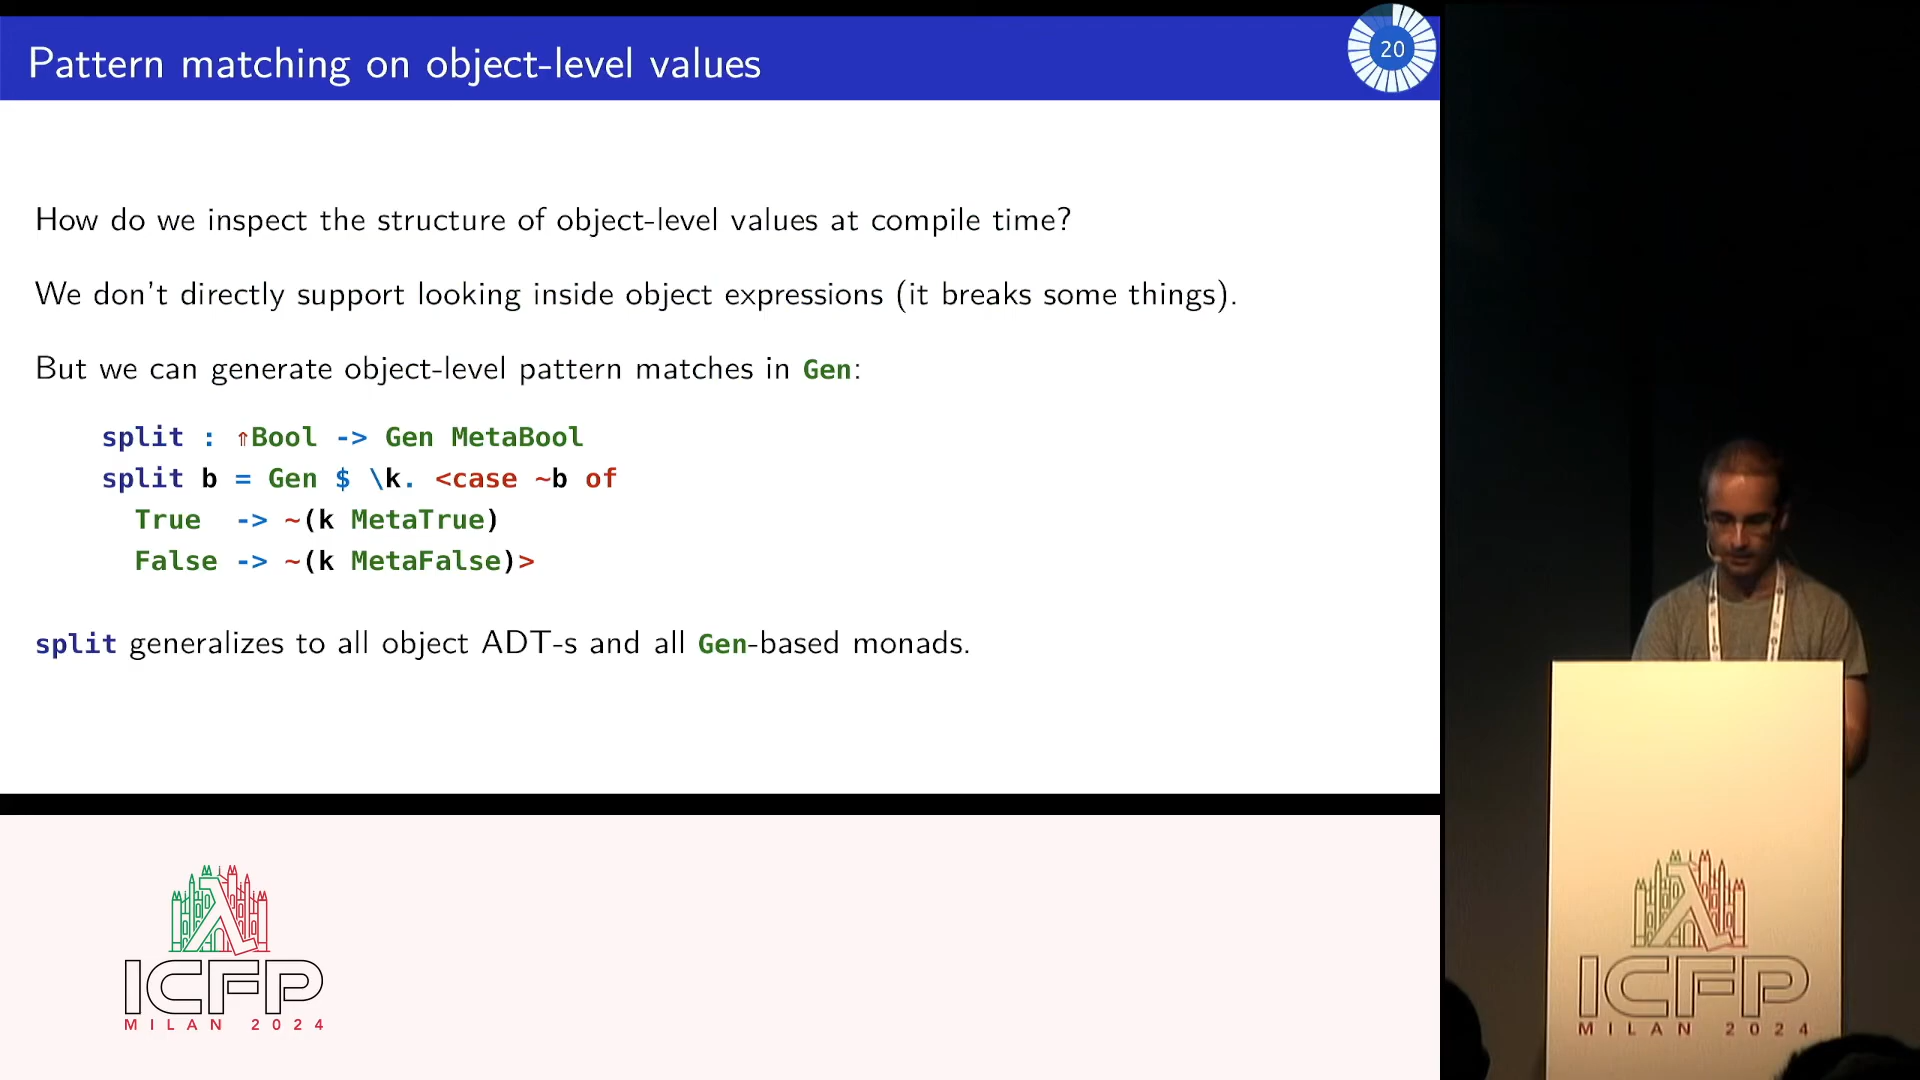 Pattern matching on object-level values
20
How do we inspect the structure of object-level values at compile time?
We don't directly support looking inside object expressions (it breaks some things).
But we can generate object-level pattern matches in Gen:
split : ⇑Bool -> Gen MetaBool
split b = Gen $ \k. <case ~b of
True -> ~(k MetaTrue)
False -> ~(k MetaFalse)>
split generalizes to all object ADT-s and all Gen-based monads.
ICFP
MILAN 2024
ICFP
MILAN 2024